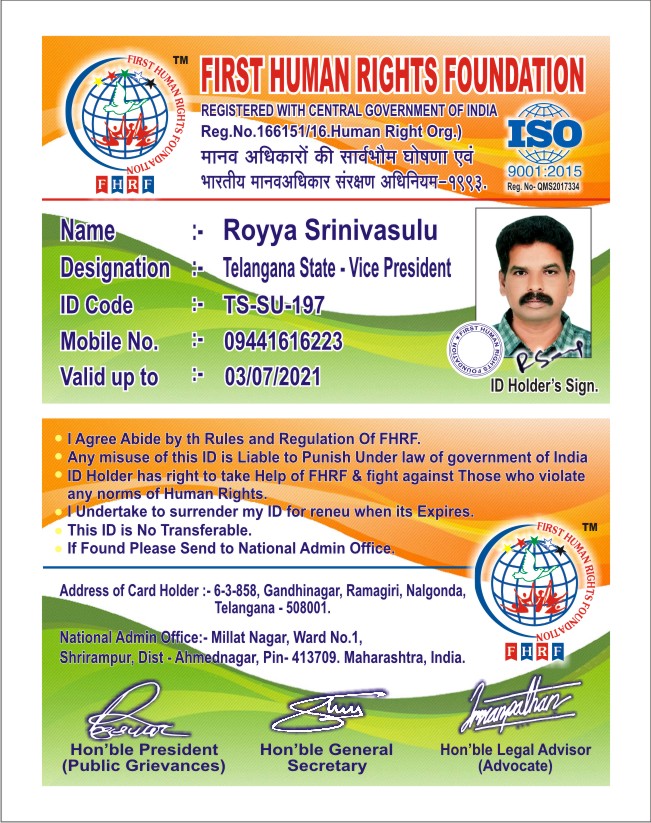 FIRST HUMAN RIGHTS FOUNDATION
TM
FHRF
FIRST HUMAN RIGHTS FOUNDATION
REGISTERED WITH CENTRAL GOVERNMENT OF INDIA
Reg.No.166151/16.Human Right Org.)
मानव अधिकारों की सार्वभौम घोषणा एवं
भारतीय मानवअधिकार संरक्षण अधिनियम-१९९३.
ISO
9001:2015
Reg. No- QMS2017334
Name :- Royya Srinivasulu
Designation :- Telangana State - Vice President
ID Code :- TS-SU-197
Mobile No. :- 09441616223
Valid up to :- 03/07/2021
FIRST HUMAN RIGHTS FOUNDATION
ID Holder's Sign.
I Agree Abide by th Rules and Regulation Of FHRF.
Any misuse of this ID is Liable to Punish Under law of government of India
ID Holder has right to take Help of FHRF & fight against Those who violate
any norms of Human Rights.
I Undertake to surrender my ID for reneu when its Expires.
This ID is No Transferable.
If Found Please Send to National Admin Office.
FIRST HUMAN RIGHTS FOUNDATION
TM
FHRF
Address of Card Holder :- 6-3-858, Gandhinagar, Ramagiri, Nalgonda,
Telangana - 508001.
National Admin Office:- Millat Nagar, Ward No.1,
Shrirampur, Dist - Ahmednagar, Pin- 413709. Maharashtra, India.
Hon'ble President
(Public Grievances)
Hon'ble General
Secretary
Hon'ble Legal Advisor
(Advocate)